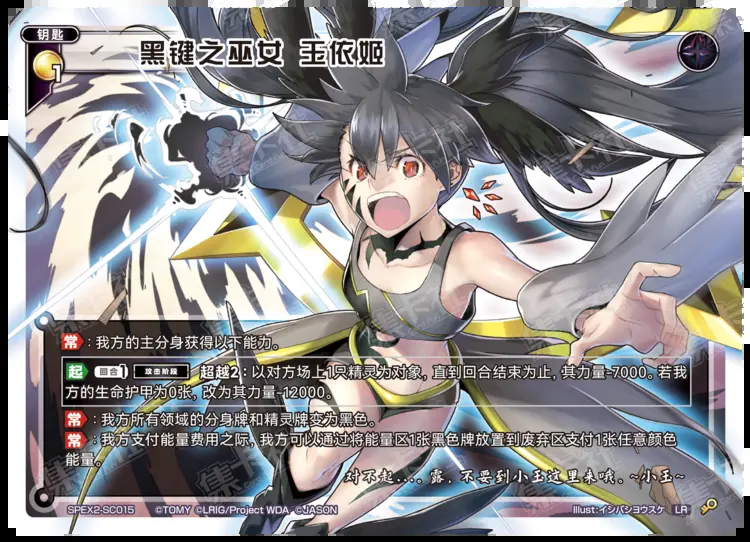 钥匙
1
黑键之巫女 玉依姬
常：我方的主分身获得以下能力。
起 回合1 攻击阶段 超越2：以对方场上1只精灵为对象，直到回合结束为止，其力量-7000。若我
方的生命护甲为0张，改为其力量-12000。
常：我方所有领域的分身牌和精灵牌变为黑色。
常：我方支付能量费用之际，我方可以通过将能量区1张黑色牌放置到废弃区支付1张任意颜色
能量。
对不起...。露，不要到小玉这里来哦。~小玉~
SPEX2-SC015 ©TOMY ©LRIG/Project WDA ©JASON Illust:イシバシヨウスケ LR
集卡社